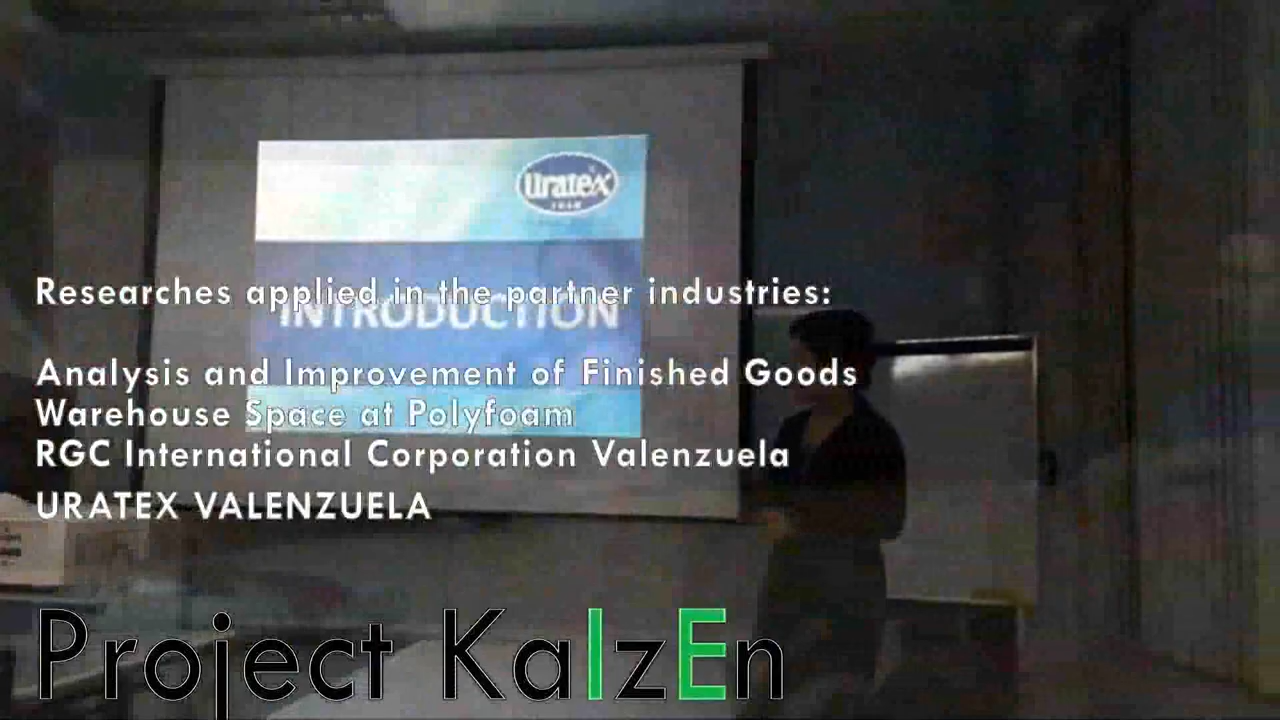 Uratex
FOAM
INTRODUCTION
Researches applied in the partner industries:
Analysis and Improvement of Finished Goods
Warehouse Space at Polyfoam
RGC International Corporation Valenzuela
URATEX VALENZUELA
Project KaIzEn